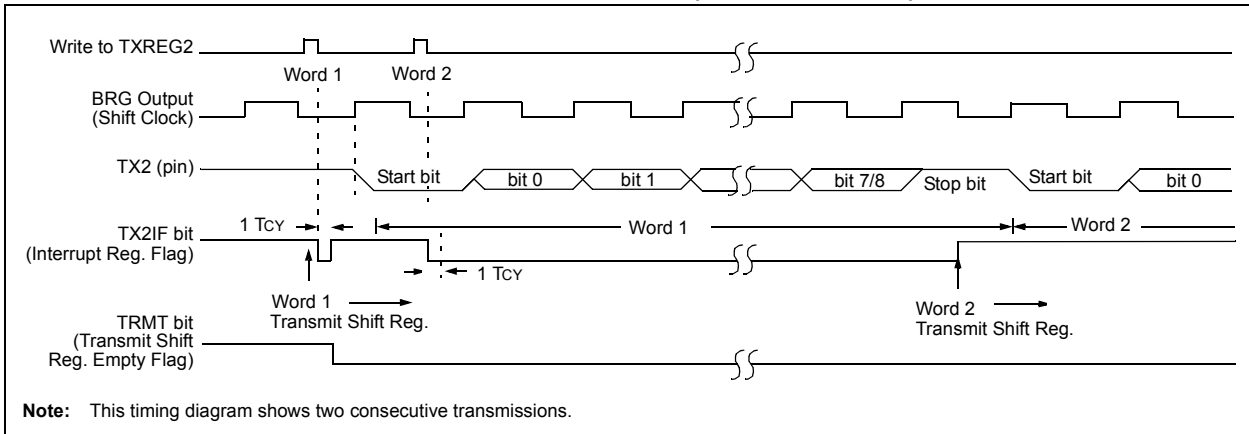 Write to TXREG2
Word 1
Word 2
BRG Output
(Shift Clock)
TX2 (pin)
Start bit
bit 0
bit 1
bit 7/8
Stop bit
Start bit
bit 0
1 TCY
Word 1
Word 2
TX2IF bit
(Interrupt Reg. Flag)
1 TCY
Word 1
Transmit Shift Reg.
Word 2
Transmit Shift Reg.
TRMT bit
(Transmit Shift
Reg. Empty Flag)
Note: This timing diagram shows two consecutive transmissions.